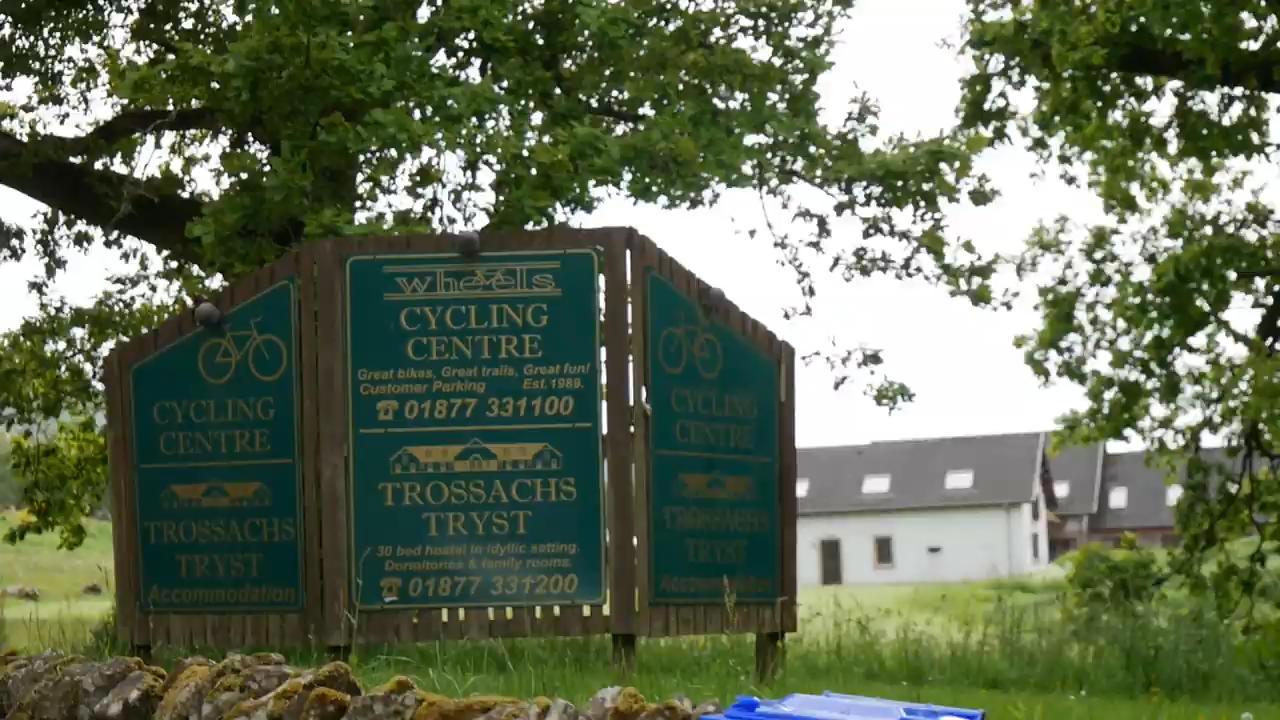 CYCLING
CENTRE
TROSSACHS
TRYST
Accommodation
wheels
CYCLING
CENTRE
Great bikes, Great trails, Great fun!
Customer Parking Est. 1989.
☎ 01877 331100
TROSSACHS
TRYST
30 bed hostel in idyllic setting.
Dormitories & family rooms.
☎ 01877 331200
CYCLING
CENTRE
TROSSACHS
TRYST
Accommodation